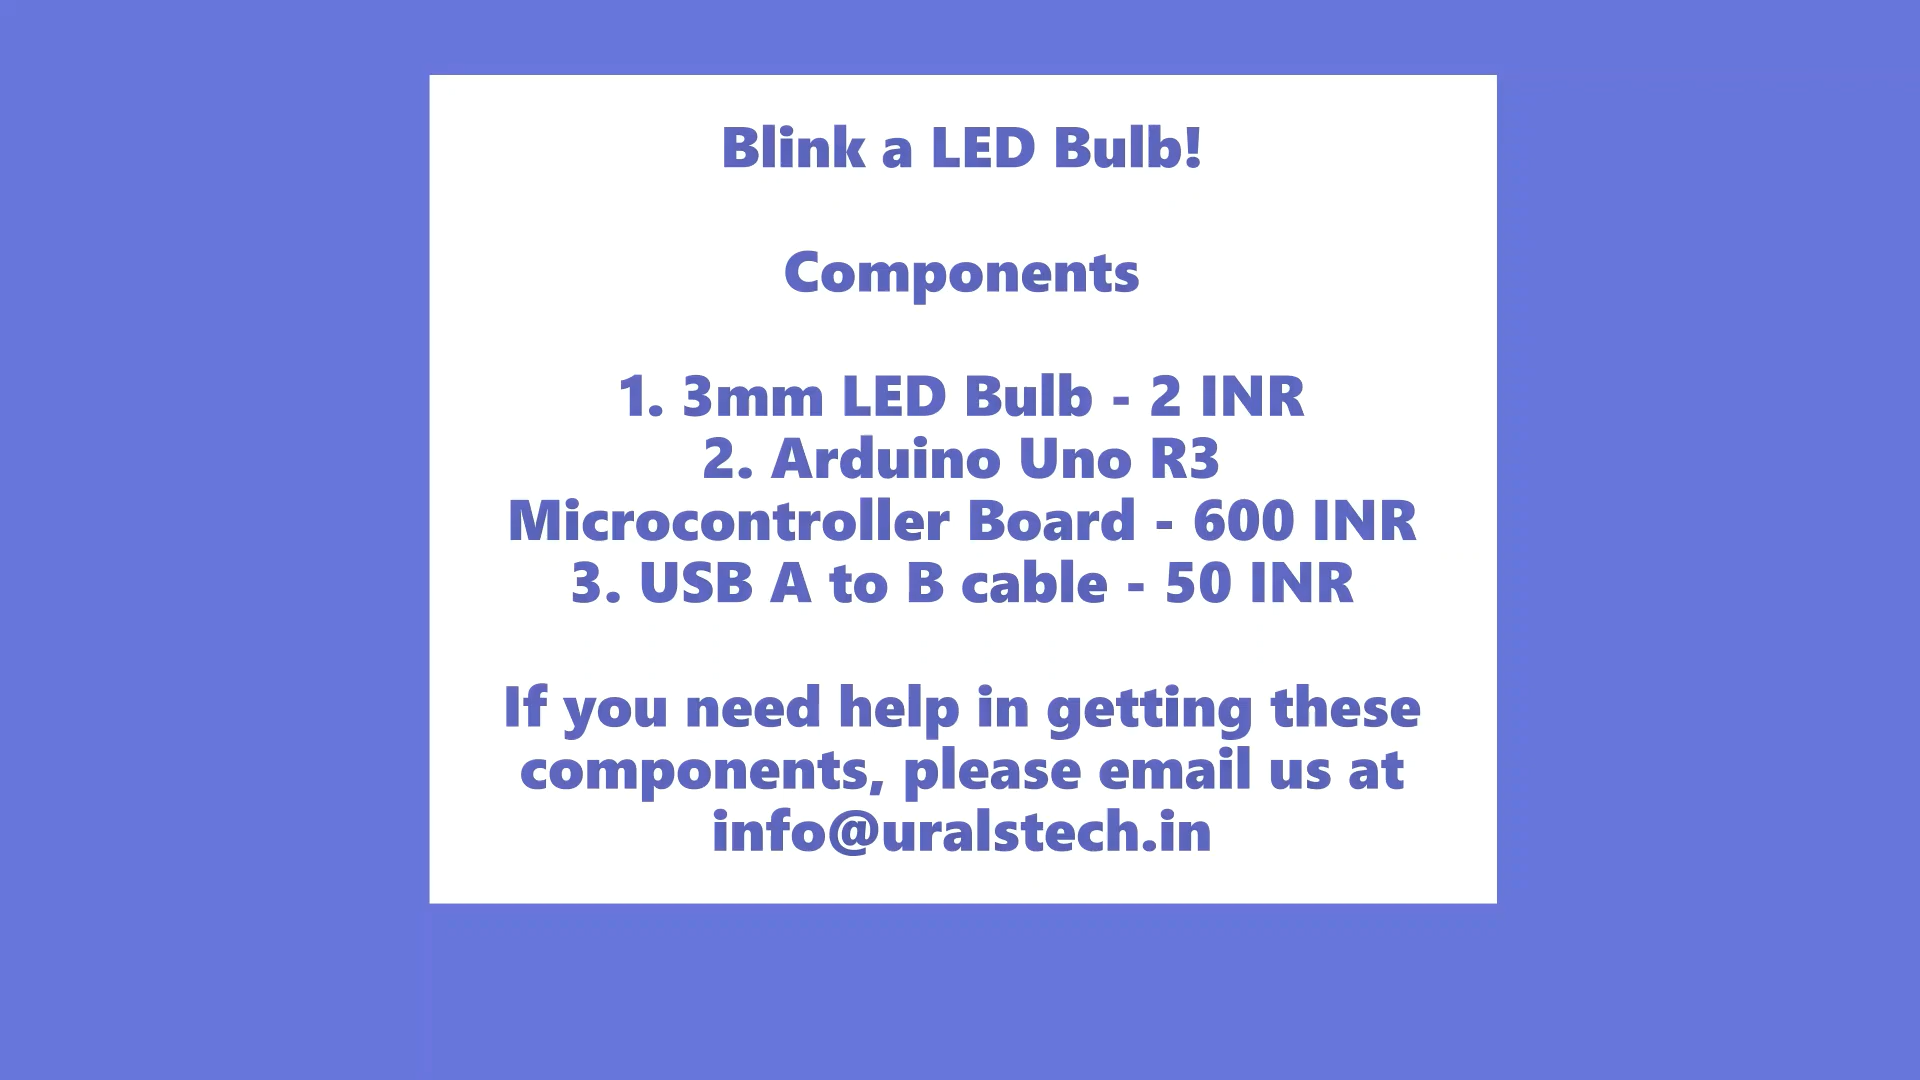 Blink a LED Bulb!
Components
1. 3mm LED Bulb - 2 INR
2. Arduino Uno R3
Microcontroller Board - 600 INR
3. USB A to B cable - 50 INR
If you need help in getting these
components, please email us at
info@uralstech.in